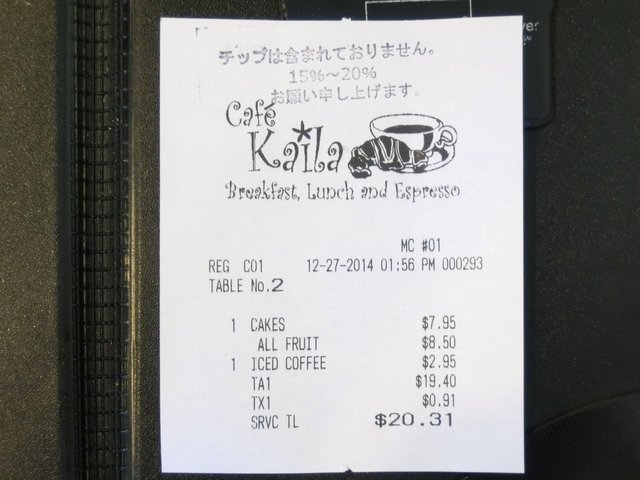 チップは含まれておりません。
15%～20%
お願い申し上げます。
Café
Kaila
Breakfast, Lunch and Espresso
MC #01
REG C01 12-27-2014 01:56 PM 000293
TABLE No.2
1 CAKES $7.95
ALL FRUIT $8.50
1 ICED COFFEE $2.95
TA1 $19.40
TX1 $0.91
SRVC TL $20.31